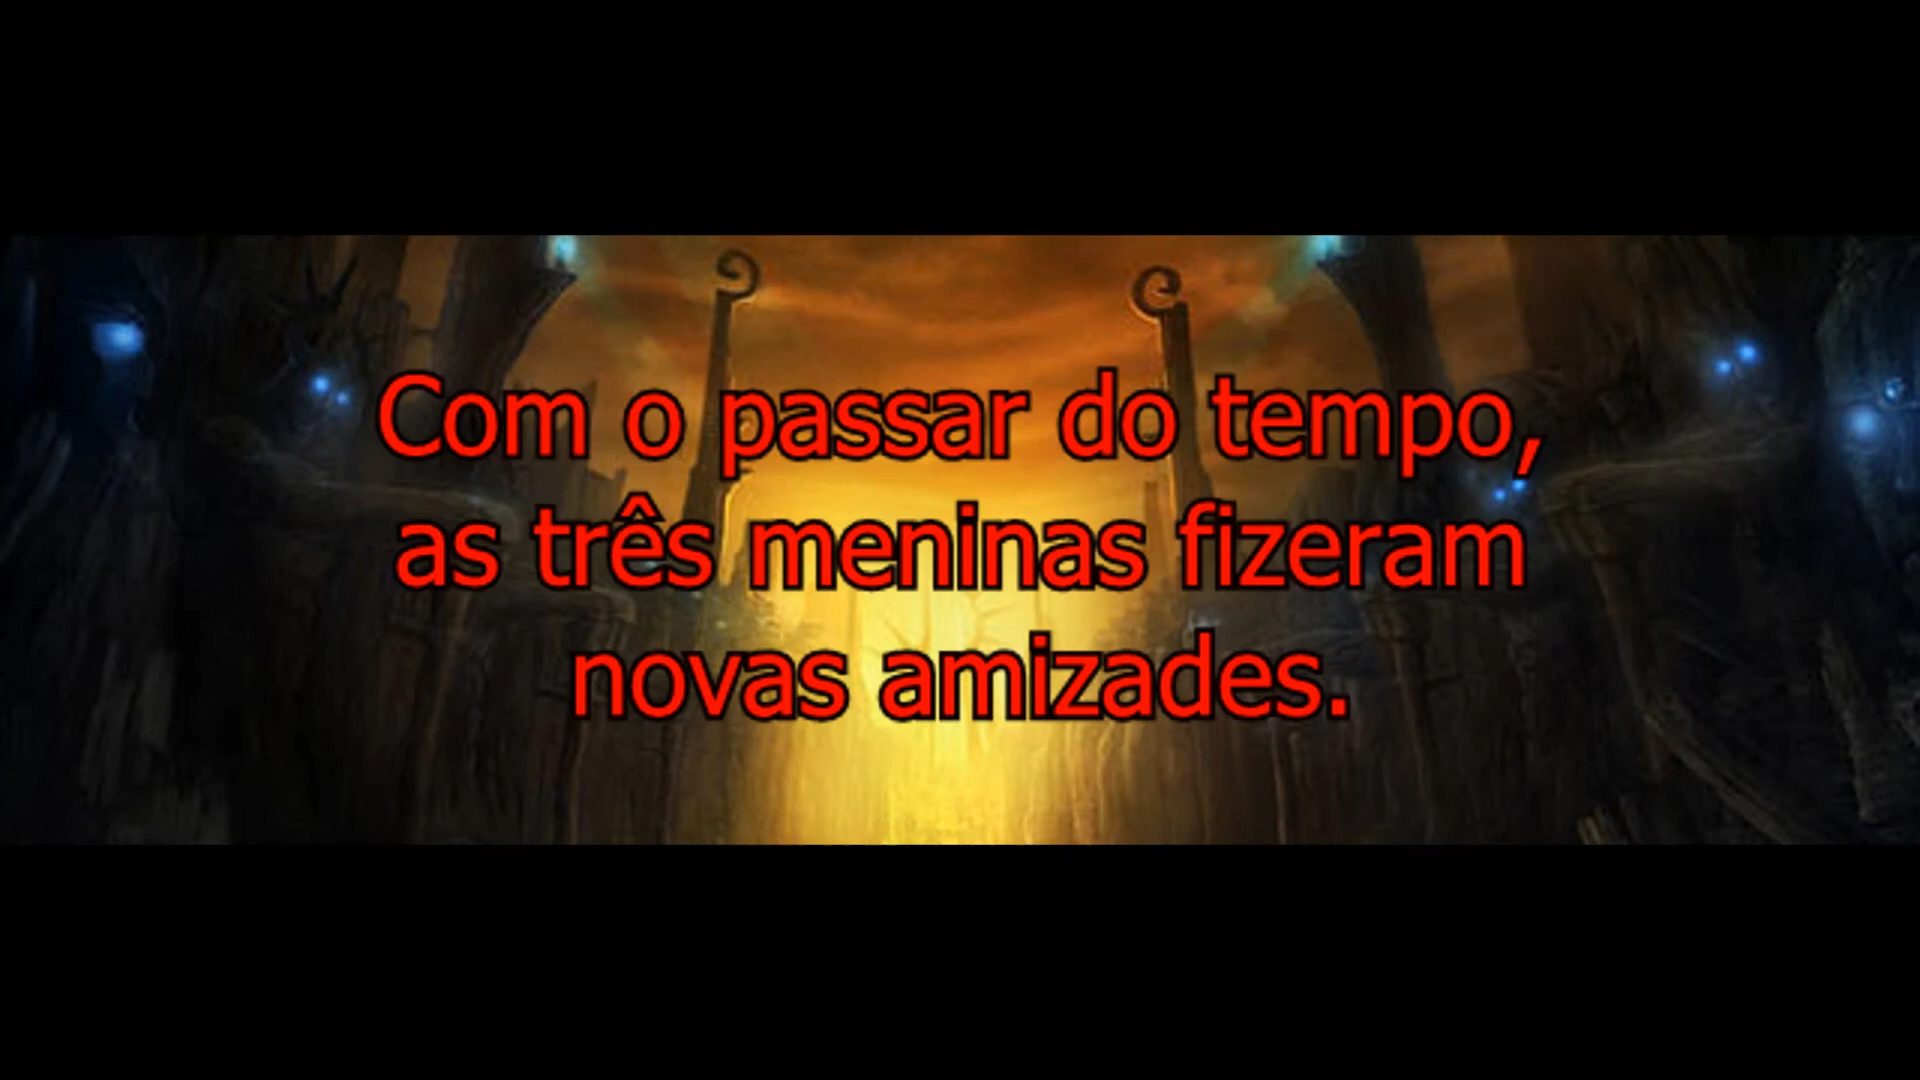 Com o passar do tempo,
as três meninas fizeram
novas amizades.